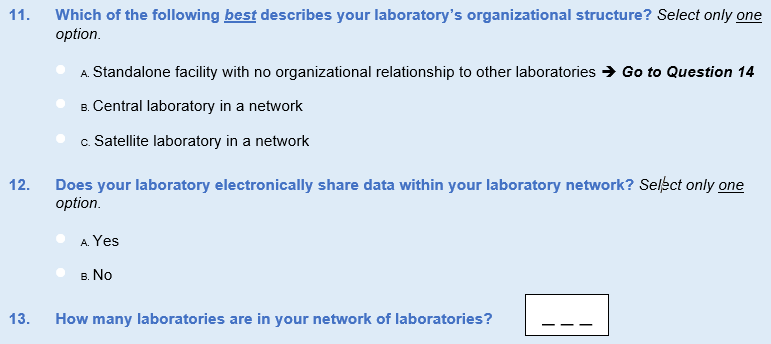 11. Which of the following best describes your laboratory's organizational structure? Select only one
option.
A. Standalone facility with no organizational relationship to other laboratories ➔ Go to Question 14
B. Central laboratory in a network
C. Satellite laboratory in a network
12. Does your laboratory electronically share data within your laboratory network? Select only one
option.
A. Yes
B. No
13. How many laboratories are in your network of laboratories? _ _ _